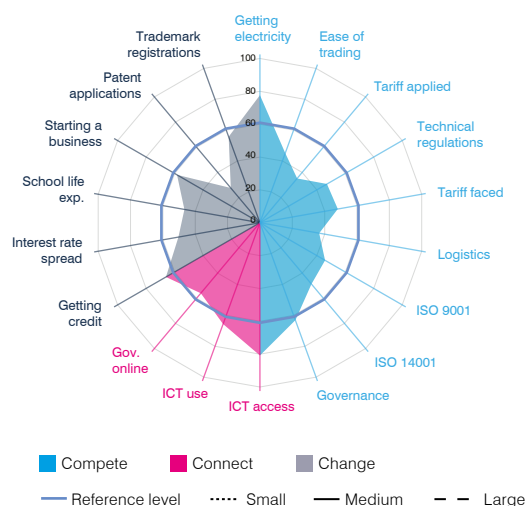 Getting
electricity
Ease of
trading
Tariff applied
Technical
regulations
Tariff faced
Logistics
ISO 9001
ISO 14001
Governance
ICT access
ICT use
Gov.
online
Getting
credit
Interest rate
spread
School life
exp.
Starting a
business
Patent
applications
Trademark
registrations
100
80
60
40
20
0
Compete
Connect
Change
Reference level
Small
Medium
Large